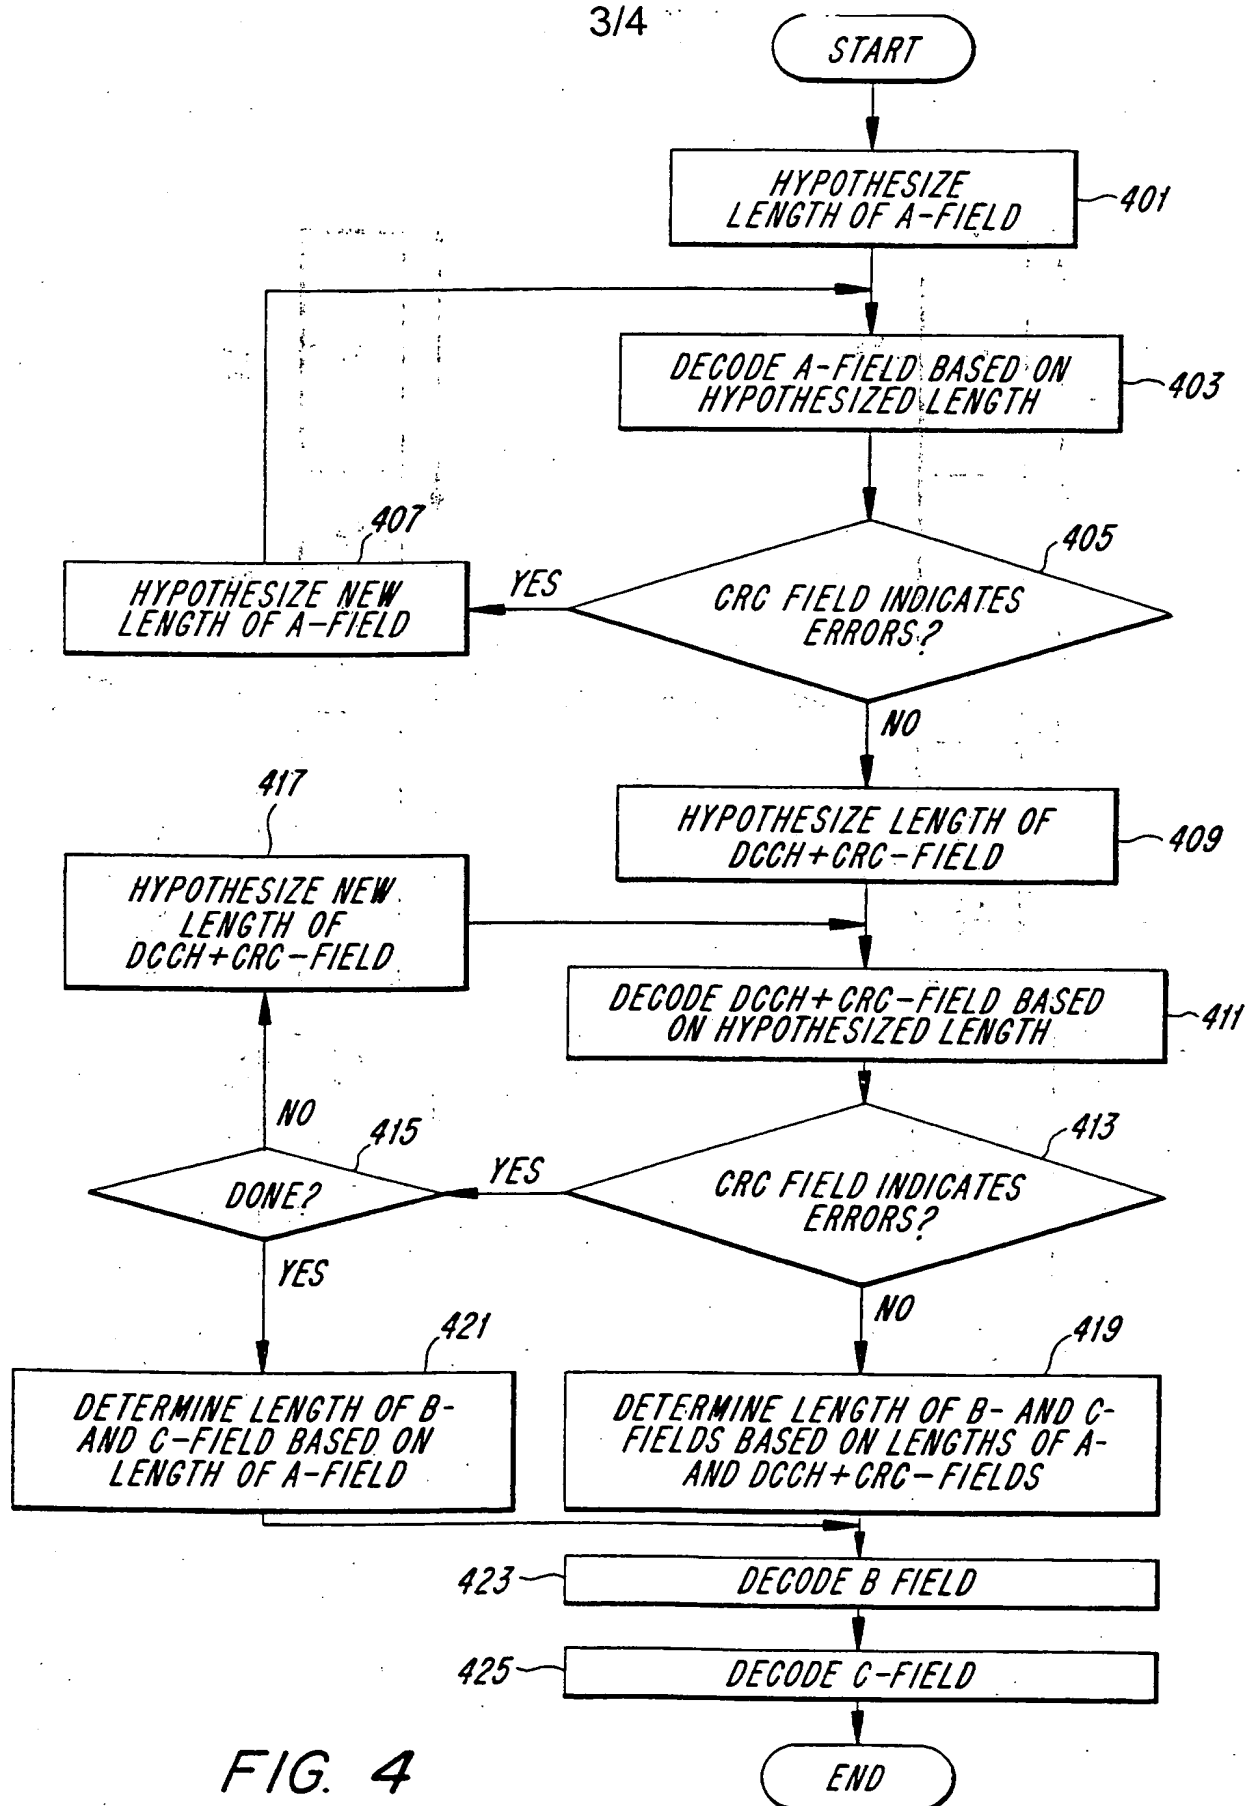 3/4
START
HYPOTHESIZE
LENGTH OF A-FIELD
401
DECODE A-FIELD BASED ON
HYPOTHESIZED LENGTH
403
407
HYPOTHESIZE NEW
LENGTH OF A-FIELD
YES
405
CRC FIELD INDICATES
ERRORS?
NO
417
HYPOTHESIZE NEW
LENGTH OF
DCCH+CRC-FIELD
HYPOTHESIZE LENGTH OF
DCCH+CRC-FIELD
409
DECODE DCCH+CRC-FIELD BASED
ON HYPOTHESIZED LENGTH
411
NO
415
DONE?
YES
413
CRC FIELD INDICATES
ERRORS?
YES
NO
421
DETERMINE LENGTH OF B-
AND C-FIELD BASED ON
LENGTH OF A-FIELD
419
DETERMINE LENGTH OF B- AND C-
FIELDS BASED ON LENGTHS OF A-
AND DCCH+CRC-FIELDS
423
DECODE B FIELD
425
DECODE C-FIELD
END
FIG. 4